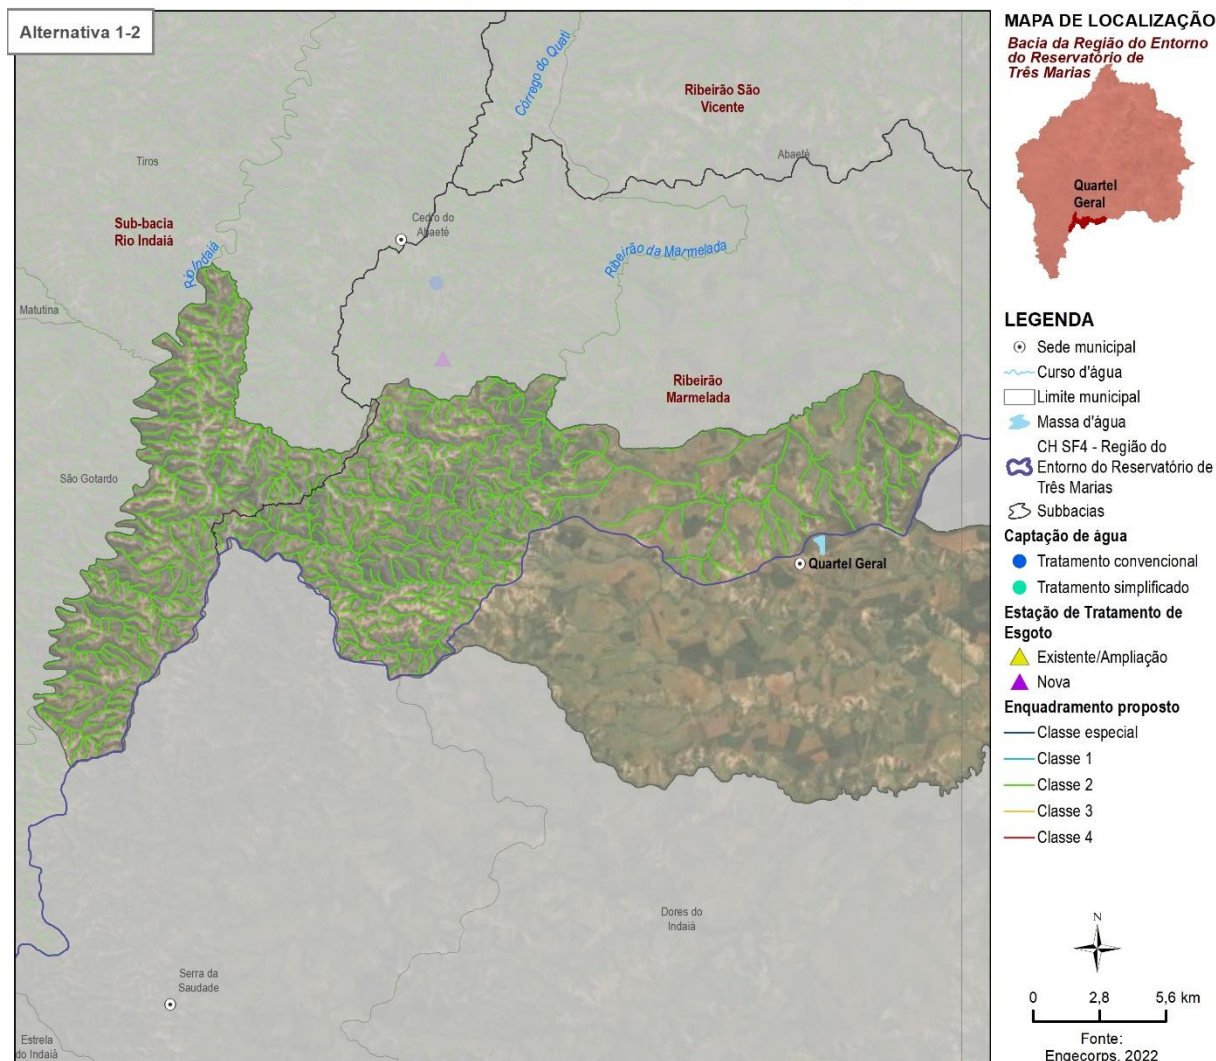 Alternativa 1-2
Córrego do Quati
Ribeirão São
Vicente
Tiros
Abaeté
Sub-bacia
Rio Indaiá
Cedro do
Abaeté
Rio Indaiá
Ribeirão da Marmelada
Matutina
Ribeirão
Marmelada
São Gotardo
Quartel Geral
Dores do
Indaiá
Serra da
Saudade
Estrela
do Indaiá
MAPA DE LOCALIZAÇÃO
Bacia da Região do Entorno
do Reservatório de
Três Marias
Quartel
Geral
LEGENDA
Sede municipal
Curso d'água
Limite municipal
Massa d'água
CH SF4 - Região do
Entorno do Reservatório de
Três Marias
Subbacias
Captação de água
Tratamento convencional
Tratamento simplificado
Estação de Tratamento de
Esgoto
Existente/Ampliação
Nova
Enquadramento proposto
Classe especial
Classe 1
Classe 2
Classe 3
Classe 4
N
0 2,8 5,6 km
Fonte:
Engecorps, 2022